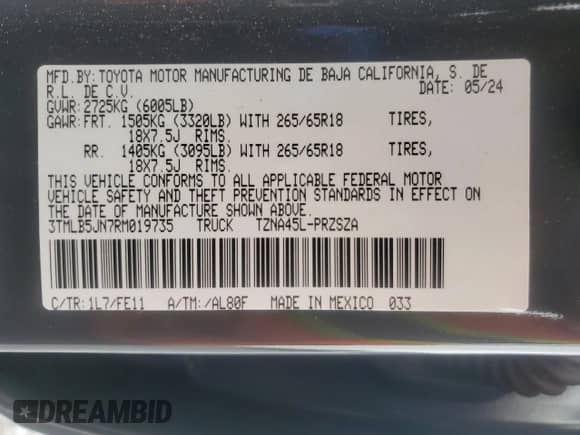 MFD.BY: TOYOTA MOTOR MANUFACTURING DE BAJA CALIFORNIA, S. DE
R.L. DE C.V. DATE: 05/24
GVWR: 2725KG (6005LB)
GAWR: FRT. 1505KG (3320LB) WITH 265/65R18 TIRES,
18X7.5J RIMS.
RR. 1405KG (3095LB) WITH 265/65R18 TIRES,
18X7.5J RIMS.
THIS VEHICLE CONFORMS TO ALL APPLICABLE FEDERAL MOTOR
VEHICLE SAFETY AND THEFT PREVENTION STANDARDS IN EFFECT ON
THE DATE OF MANUFACTURE SHOWN ABOVE.
3TMLB5JN7RM019735 TRUCK TZNA45L-PRZSZA
C/TR: 1L7/FE11 A/TM: /AL80F MADE IN MEXICO 033
DREAMBID